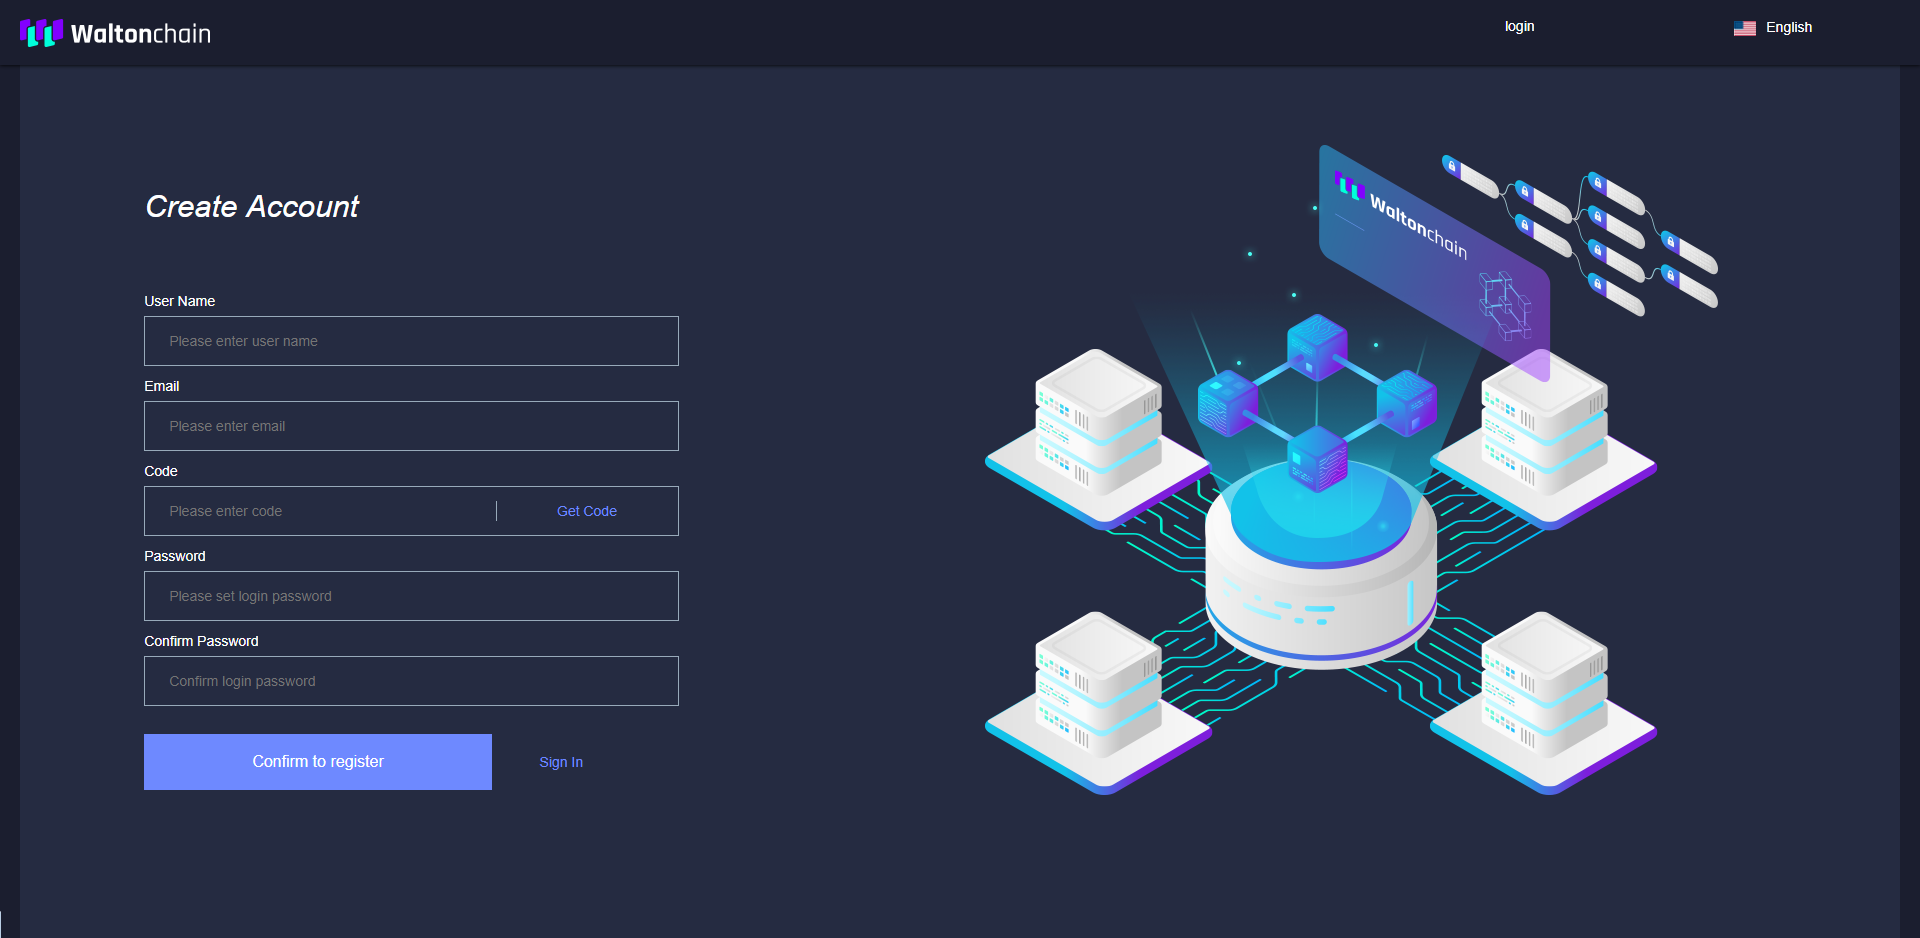 Waltonchain
login
English
Create Account
User Name
Please enter user name
Email
Please enter email
Code
Please enter code
Get Code
Password
Please set login password
Confirm Password
Confirm login password
Confirm to register
Sign In
Waltonchain